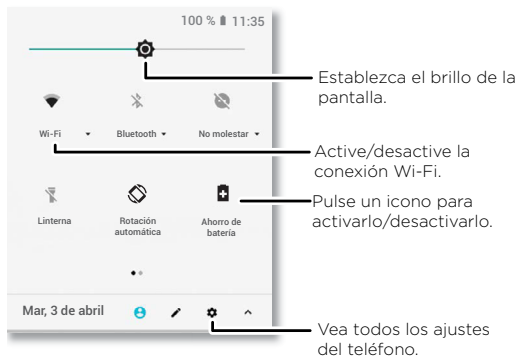 100 % 11:35
Establezca el brillo de la
pantalla.
Wi-Fi Bluetooth No molestar
Active/desactive la
conexión Wi-Fi.
Pulse un icono para
activarlo/desactivarlo.
Linterna Rotación Ahorro de
automática batería
Mar, 3 de abril
Vea todos los ajustes
del teléfono.